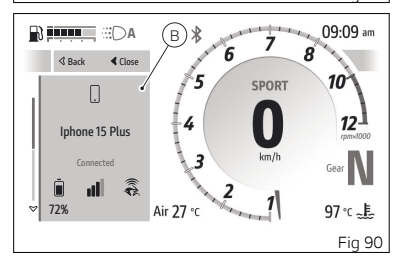 A
B
09:09 am
Back
Close
Iphone 15 Plus
Connected
72%
Air 27 °C
1
2
3
4
5
6
7
8
10
12
rpm×1000
SPORT
0
km/h
Gear N
97 °C
Fig 90